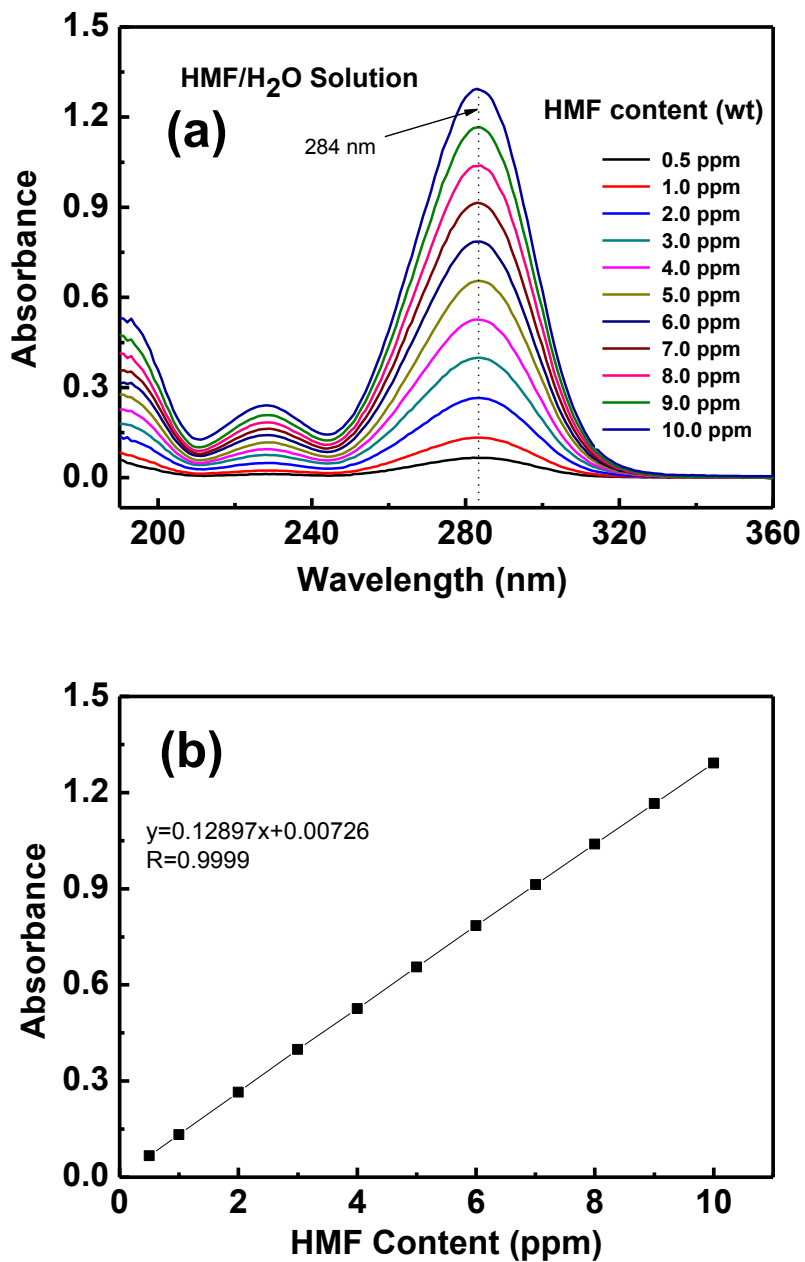 1.5
1.2
0.9
0.6
0.3
0.0
Absorbance
HMF/H2O Solution
(a)
284 nm
HMF content (wt)
0.5 ppm
1.0 ppm
2.0 ppm
3.0 ppm
4.0 ppm
5.0 ppm
6.0 ppm
7.0 ppm
8.0 ppm
9.0 ppm
10.0 ppm
200 240 280 320 360
Wavelength (nm)
1.5
1.2
0.9
0.6
0.3
0.0
Absorbance
(b)
y=0.12897x+0.00726
R=0.9999
0 2 4 6 8 10
HMF Content (ppm)